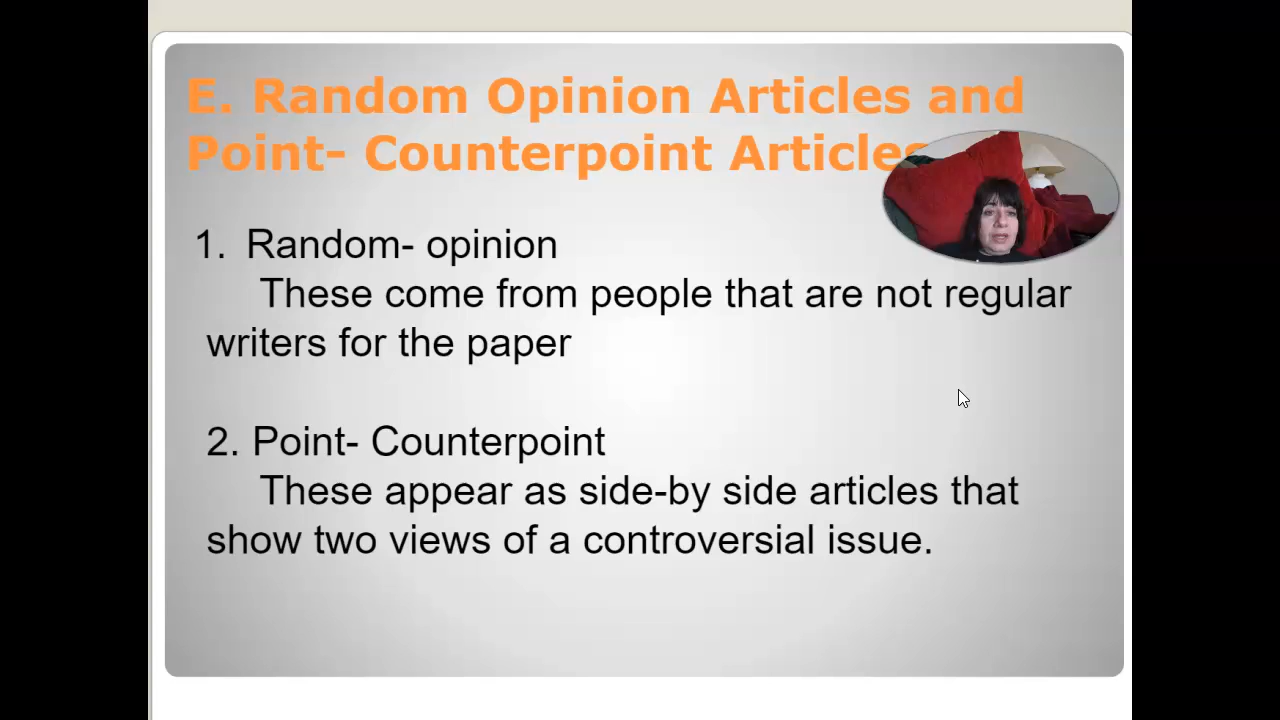 E. Random Opinion Articles and
Point- Counterpoint Articles
1. Random- opinion
These come from people that are not regular
writers for the paper
2. Point- Counterpoint
These appear as side-by side articles that
show two views of a controversial issue.